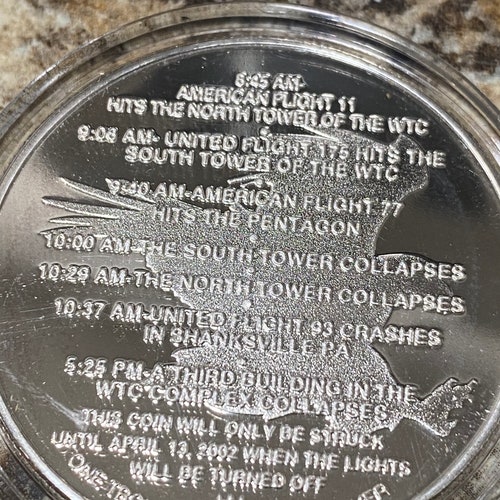 8:45 AM-
AMERICAN FLIGHT 11
HITS THE NORTH TOWER OF THE WTC
9:08 AM- UNITED FLIGHT 175 HITS THE
SOUTH TOWER OF THE WTC
9:40 AM-AMERICAN FLIGHT 77
HITS THE PENTAGON
10:00 AM-THE SOUTH TOWER COLLAPSES
10:29 AM-THE NORTH TOWER COLLAPSES
10:37 AM-UNITED FLIGHT 93 CRASHES
IN SHANKSVILLE PA
5:25 PM-A THIRD BUILDING IN THE
WTC COMPLEX COLLAPSES
THIS COIN WILL ONLY BE STRUCK
UNTIL APRIL 13, 2002 WHEN THE LIGHTS
WILL BE TURNED OFF
ONE